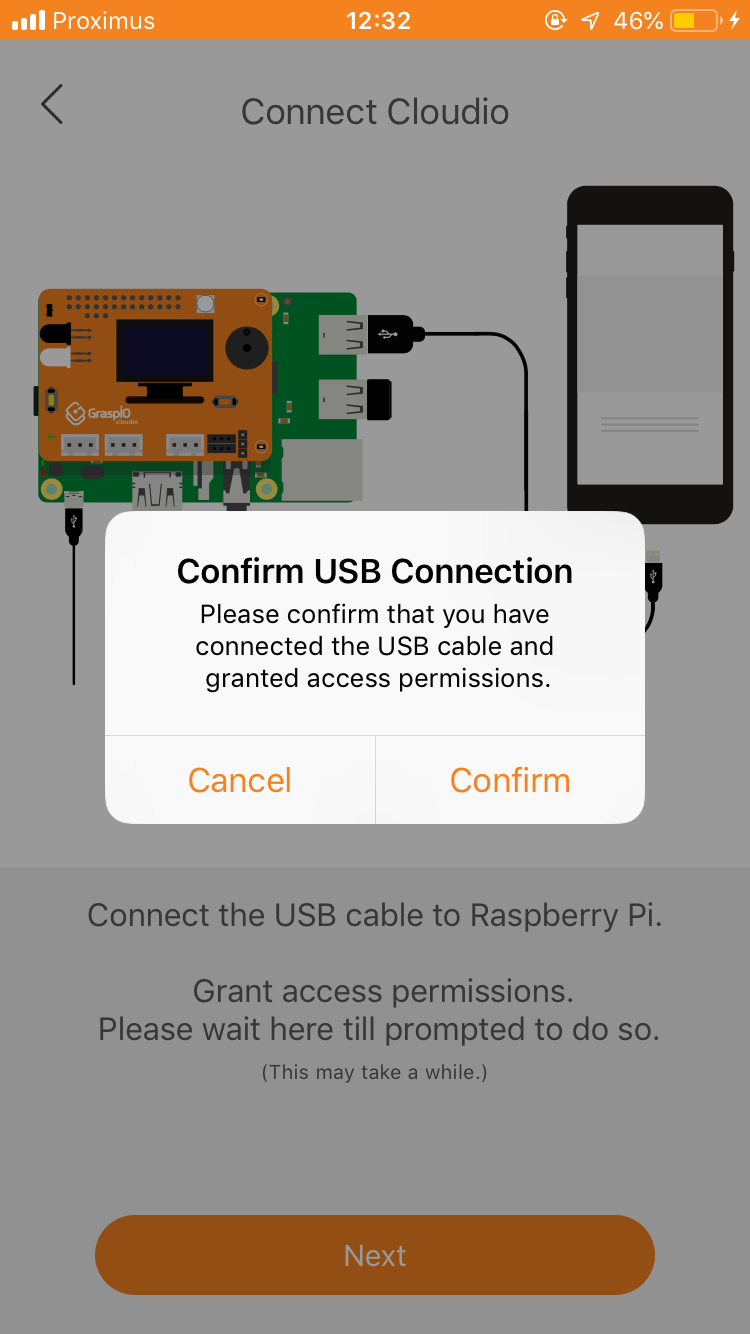 Proximus 12:32 46%
Connect Cloudio
GraspIO
cloudio
Confirm USB Connection
Please confirm that you have
connected the USB cable and
granted access permissions.
Cancel Confirm
Connect the USB cable to Raspberry Pi.
Grant access permissions.
Please wait here till prompted to do so.
(This may take a while.)
Next